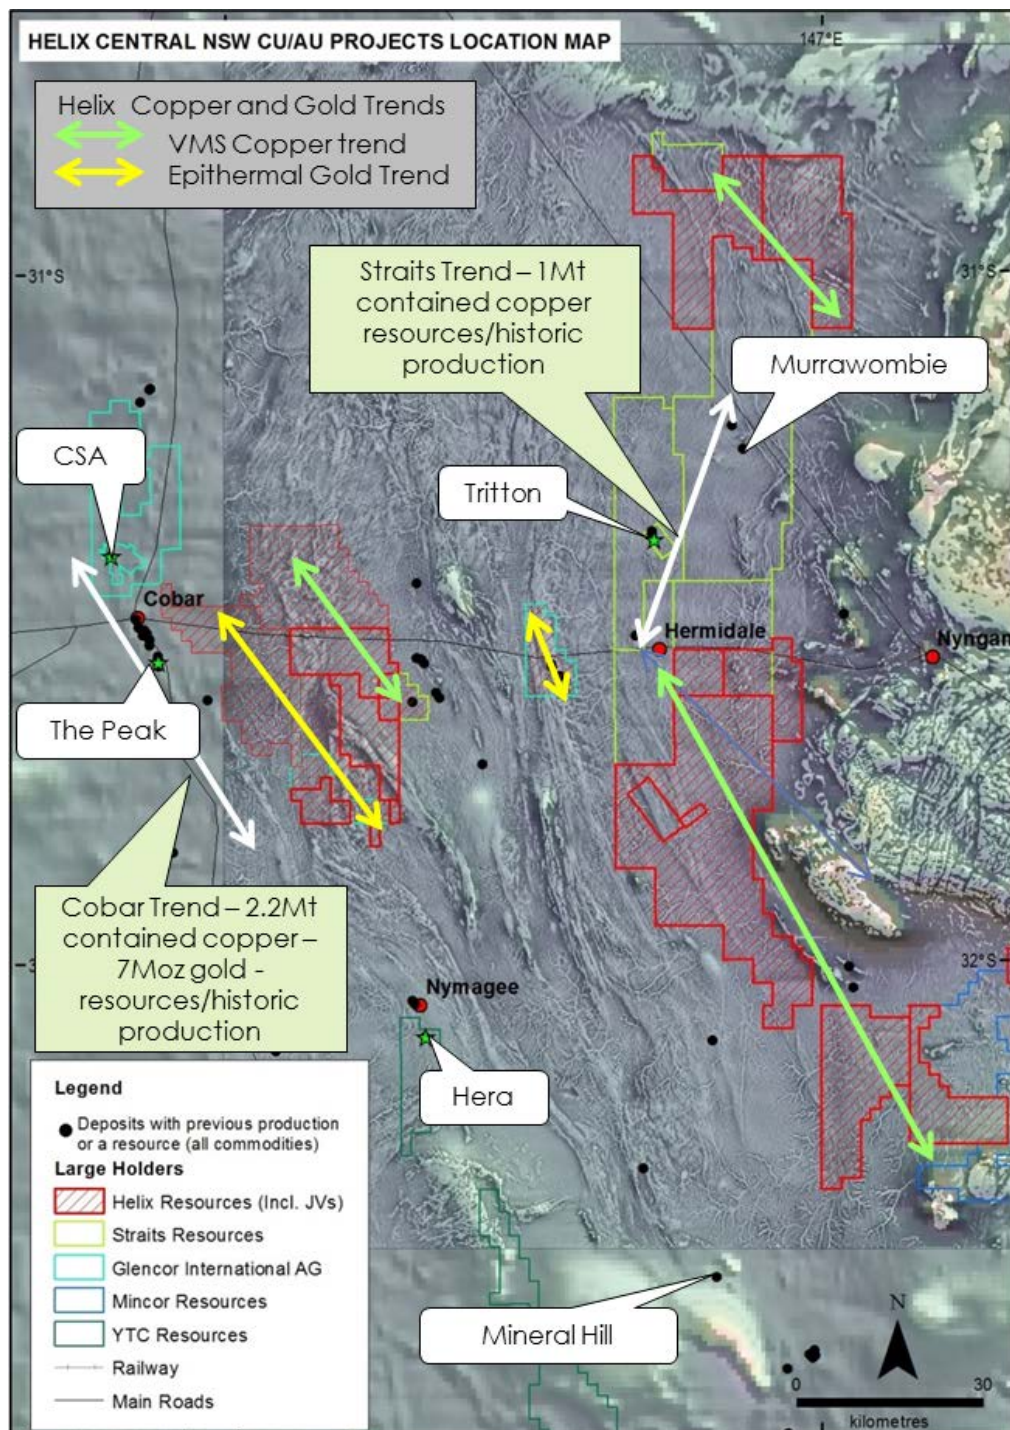 HELIX CENTRAL NSW CU/AU PROJECTS LOCATION MAP
147°E
Helix Copper and Gold Trends
VMS Copper trend
Epithermal Gold Trend
31°S
31°S
Straits Trend – 1Mt
contained copper
resources/historic
production
Murrawombie
CSA
Tritton
Cobar
Hermidale
Nyngan
The Peak
Cobar Trend – 2.2Mt
contained copper –
7Moz gold -
resources/historic
production
32°S
Nymagee
Hera
Legend
Deposits with previous production
or a resource (all commodities)
Large Holders
Helix Resources (Incl. JVs)
Straits Resources
Glencor International AG
Mincor Resources
YTC Resources
Railway
Main Roads
Mineral Hill
N
0 30
kilometres